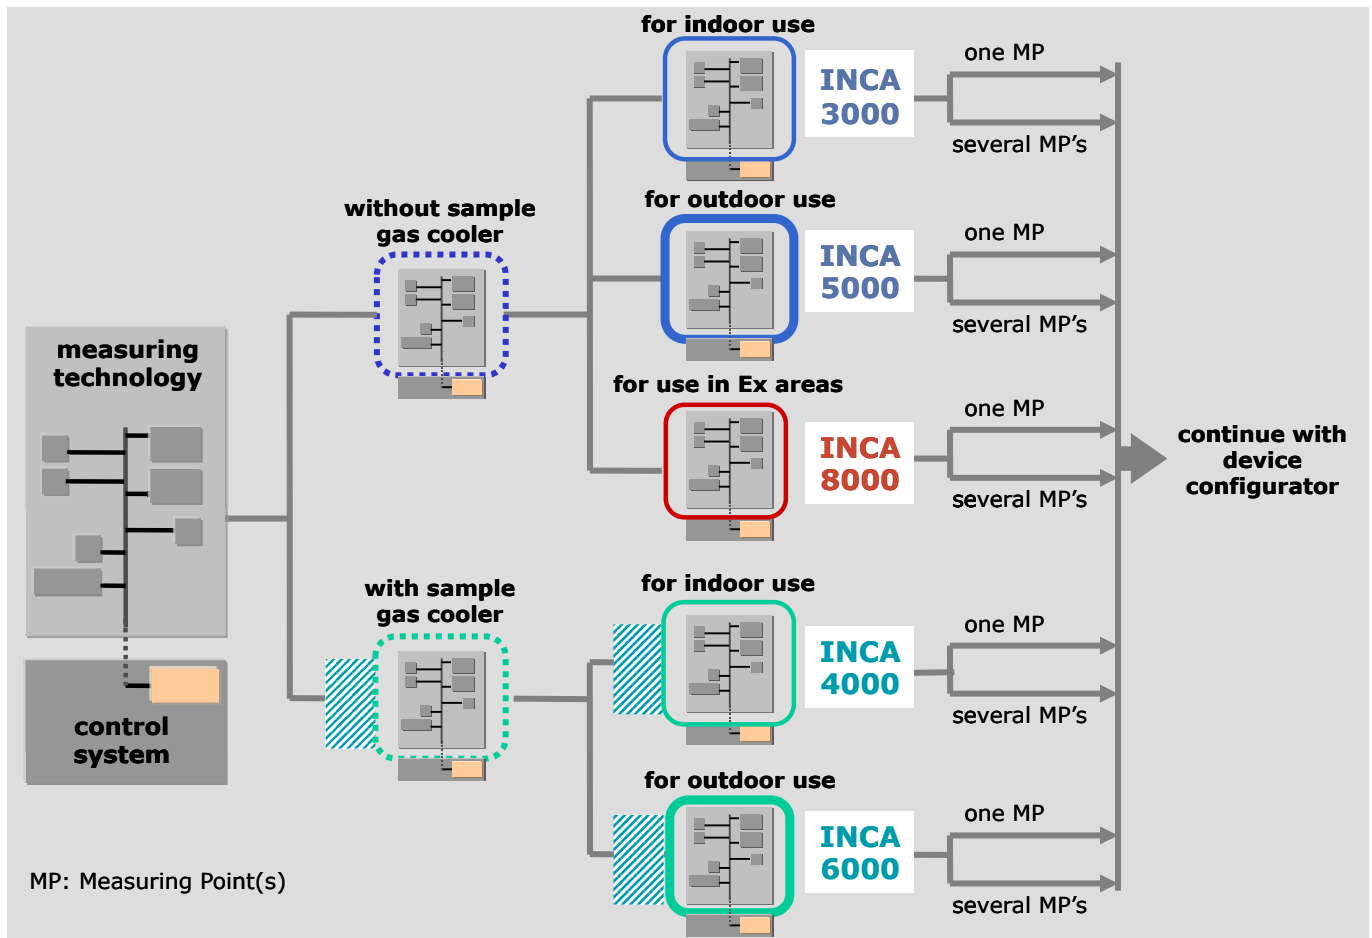 for indoor use
INCA
3000
one MP
several MP's
without sample
gas cooler
for outdoor use
INCA
5000
one MP
several MP's
measuring
technology
for use in Ex areas
INCA
8000
one MP
several MP's
continue with
device
configurator
with sample
gas cooler
for indoor use
INCA
4000
one MP
several MP's
control
system
for outdoor use
INCA
6000
one MP
several MP's
MP: Measuring Point(s)